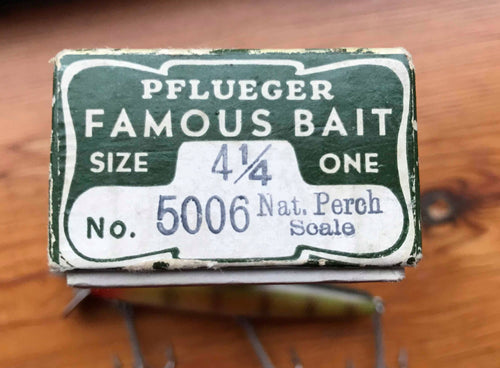 PFLUEGER
FAMOUS BAIT
SIZE 4¼ ONE
No. 5006 Nat. Perch
Scale